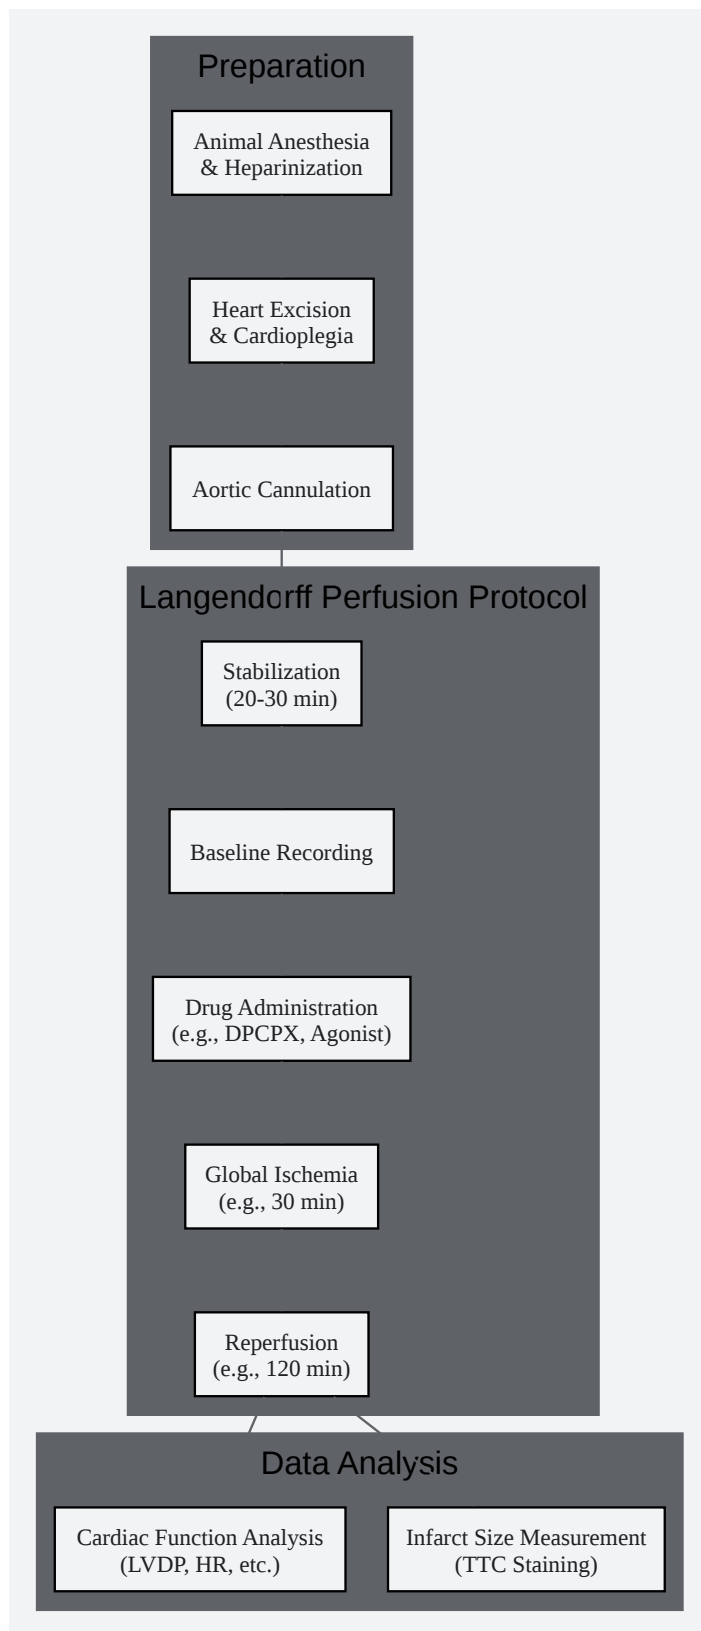 Preparation
Animal Anesthesia
& Heparinization
Heart Excision
& Cardioplegia
Aortic Cannulation
Langendorff Perfusion Protocol
Stabilization
(20-30 min)
Baseline Recording
Drug Administration
(e.g., DPCPX, Agonist)
Global Ischemia
(e.g., 30 min)
Reperfusion
(e.g., 120 min)
Data Analysis
Cardiac Function Analysis
(LVDP, HR, etc.)
Infarct Size Measurement
(TTC Staining)